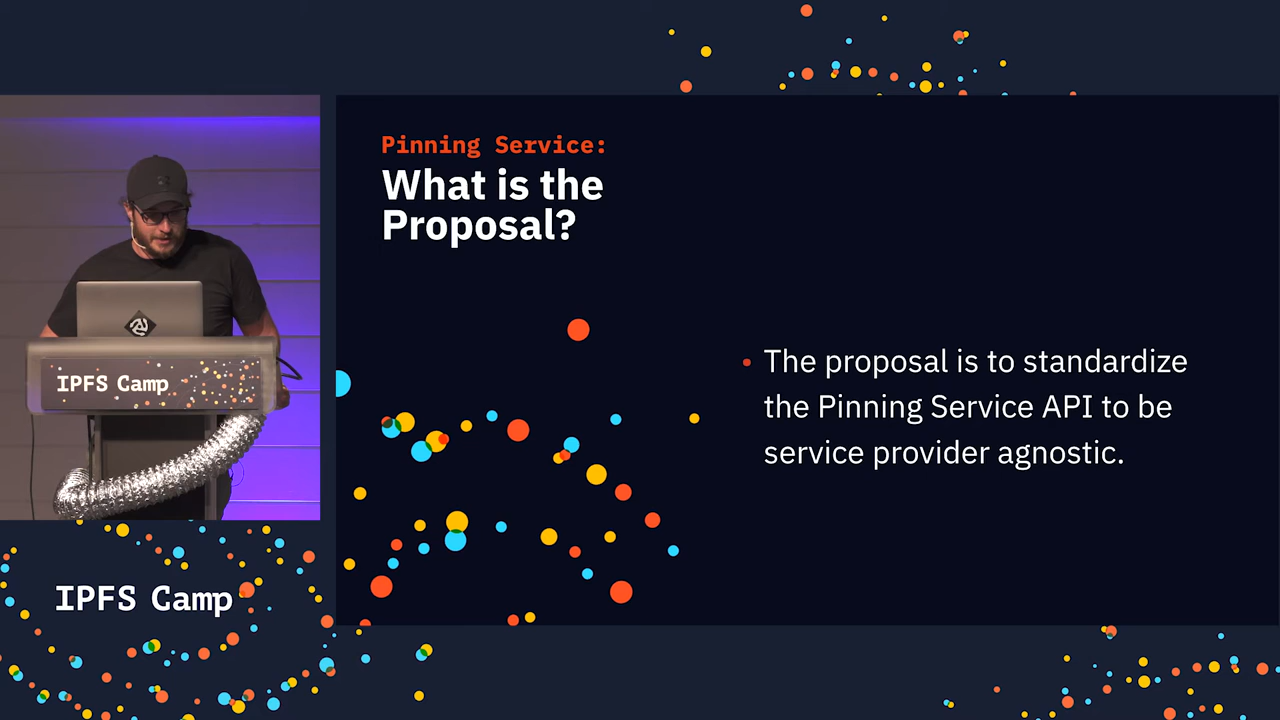 Pinning Service:
What is the
Proposal?
• The proposal is to standardize
the Pinning Service API to be
service provider agnostic.
IPFS Camp
IPFS Camp